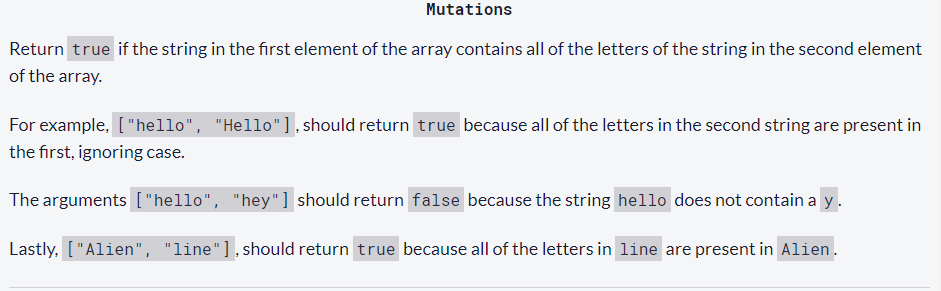 Mutations
Return true if the string in the first element of the array contains all of the letters of the string in the second element
of the array.
For example, ["hello", "Hello"], should return true because all of the letters in the second string are present in
the first, ignoring case.
The arguments ["hello", "hey"] should return false because the string hello does not contain a y.
Lastly, ["Alien", "line"], should return true because all of the letters in line are present in Alien.